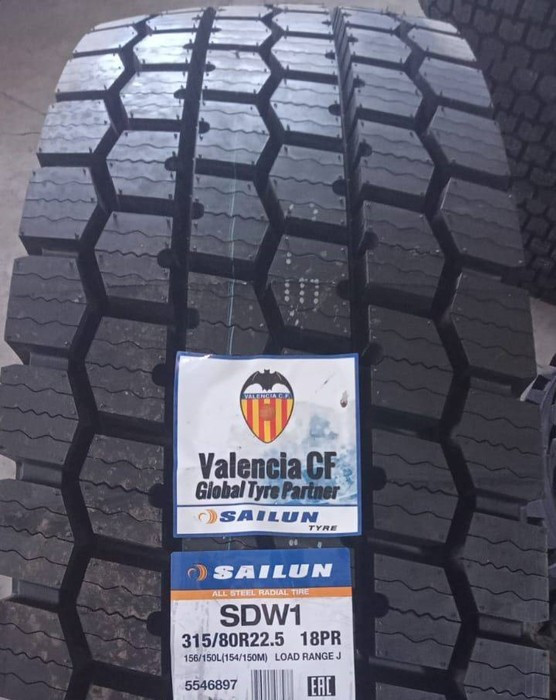 VALENCIA C.F.
Valencia CF
Global Tyre Partner
SAILUN
TYRE
SAILUN
ALL STEEL RADIAL TIRE
SDW1
315/80R22.5 18PR
156/150L(154/150M) LOAD RANGE J
5546897
EAC